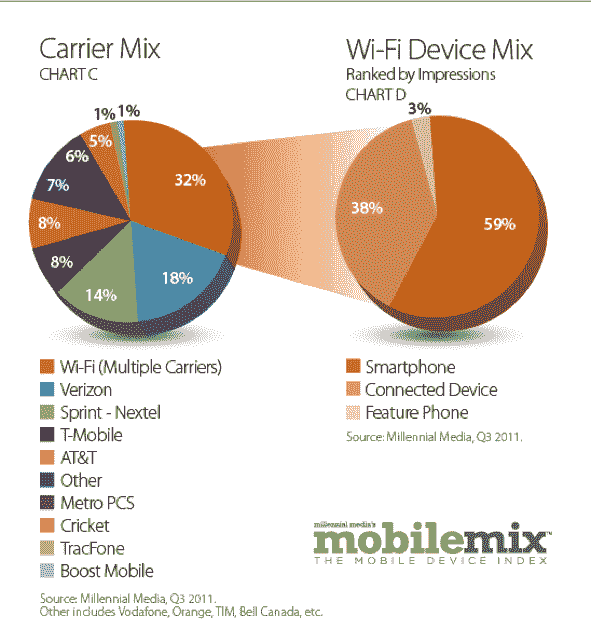 Carrier Mix
CHART C
1% 1%
5%
6%
7%
8%
8%
14%
18%
32%
Wi-Fi (Multiple Carriers)
Verizon
Sprint - Nextel
T-Mobile
AT&T
Other
Metro PCS
Cricket
TracFone
Boost Mobile
Source: Millennial Media, Q3 2011.
Other includes Vodafone, Orange, TIM, Bell Canada, etc.
Wi-Fi Device Mix
Ranked by Impressions
CHART D
3%
38%
59%
Smartphone
Connected Device
Feature Phone
Source: Millennial Media, Q3 2011.
millennial media's
mobilemix™
THE MOBILE DEVICE INDEX